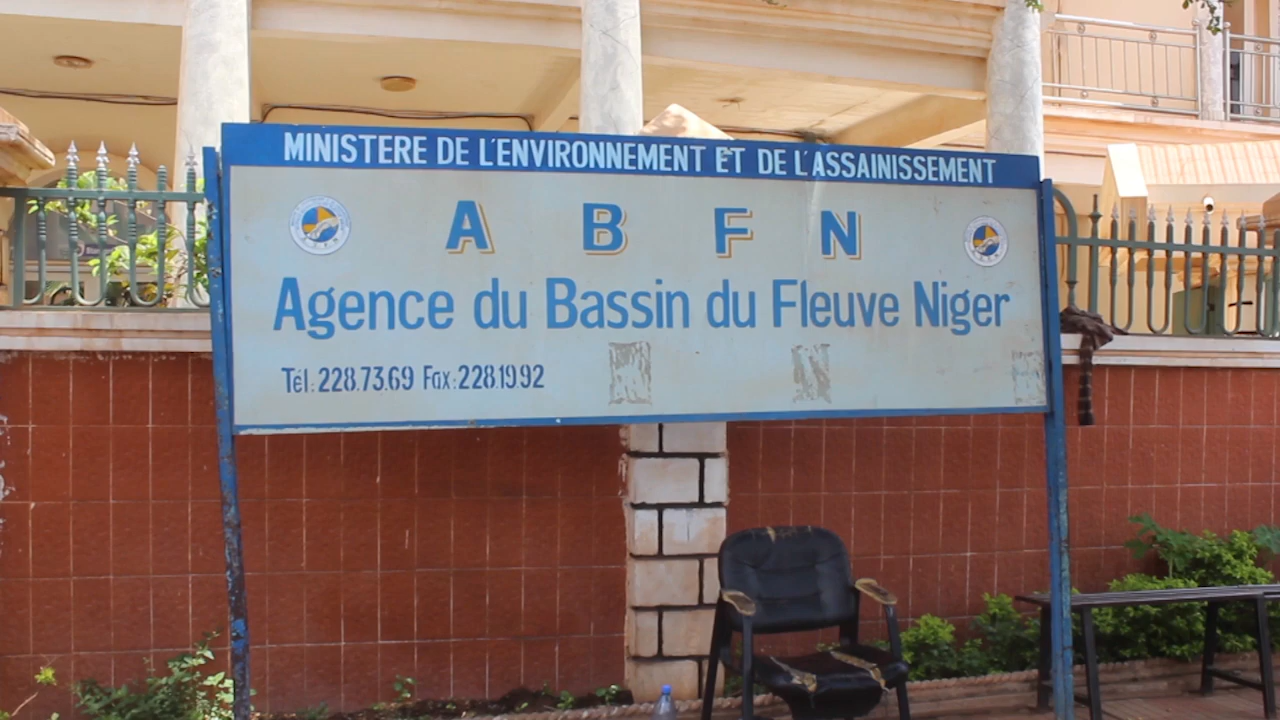 MINISTERE DE L'ENVIRONNEMENT ET DE L'ASSAINISSEMENT
A B F N
Agence du Bassin du Fleuve Niger
Tél: 228.73.69 Fax: 228.19.92